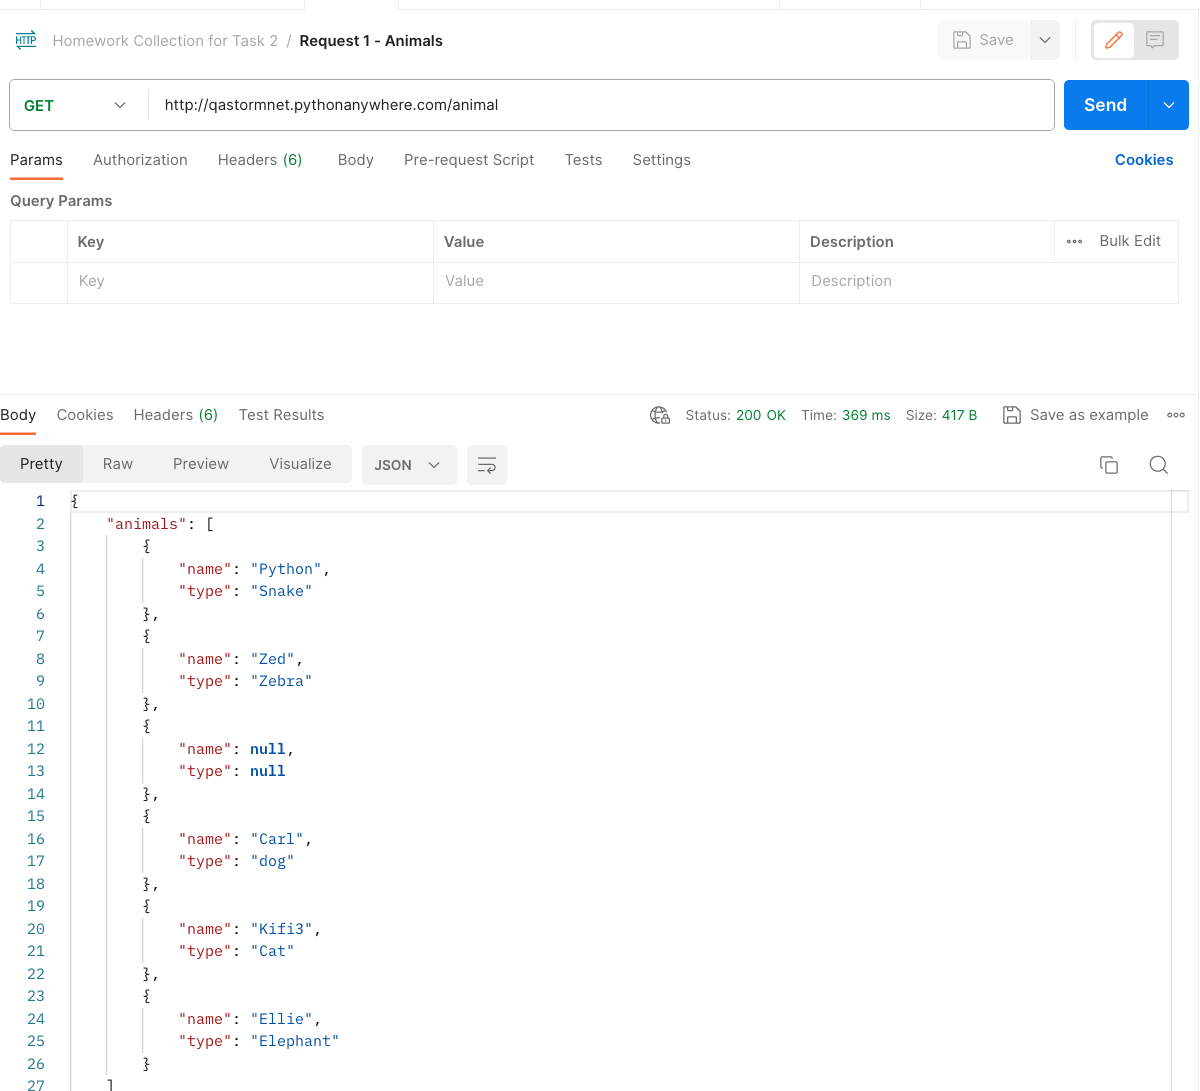 HTTP Homework Collection for Task 2 / Request 1 - Animals Save
GET http://qastormnet.pythonanywhere.com/animal Send
Params Authorization Headers (6) Body Pre-request Script Tests Settings Cookies
Query Params
Key Value Description ••• Bulk Edit
Key Value Description
Body Cookies Headers (6) Test Results Status: 200 OK Time: 369 ms Size: 417 B Save as example
Pretty Raw Preview Visualize JSON
1 {
2 "animals": [
3 {
4 "name": "Python",
5 "type": "Snake"
6 },
7 {
8 "name": "Zed",
9 "type": "Zebra"
10 },
11 {
12 "name": null,
13 "type": null
14 },
15 {
16 "name": "Carl",
17 "type": "dog"
18 },
19 {
20 "name": "Kifi3",
21 "type": "Cat"
22 },
23 {
24 "name": "Ellie",
25 "type": "Elephant"
26 }
27 ]